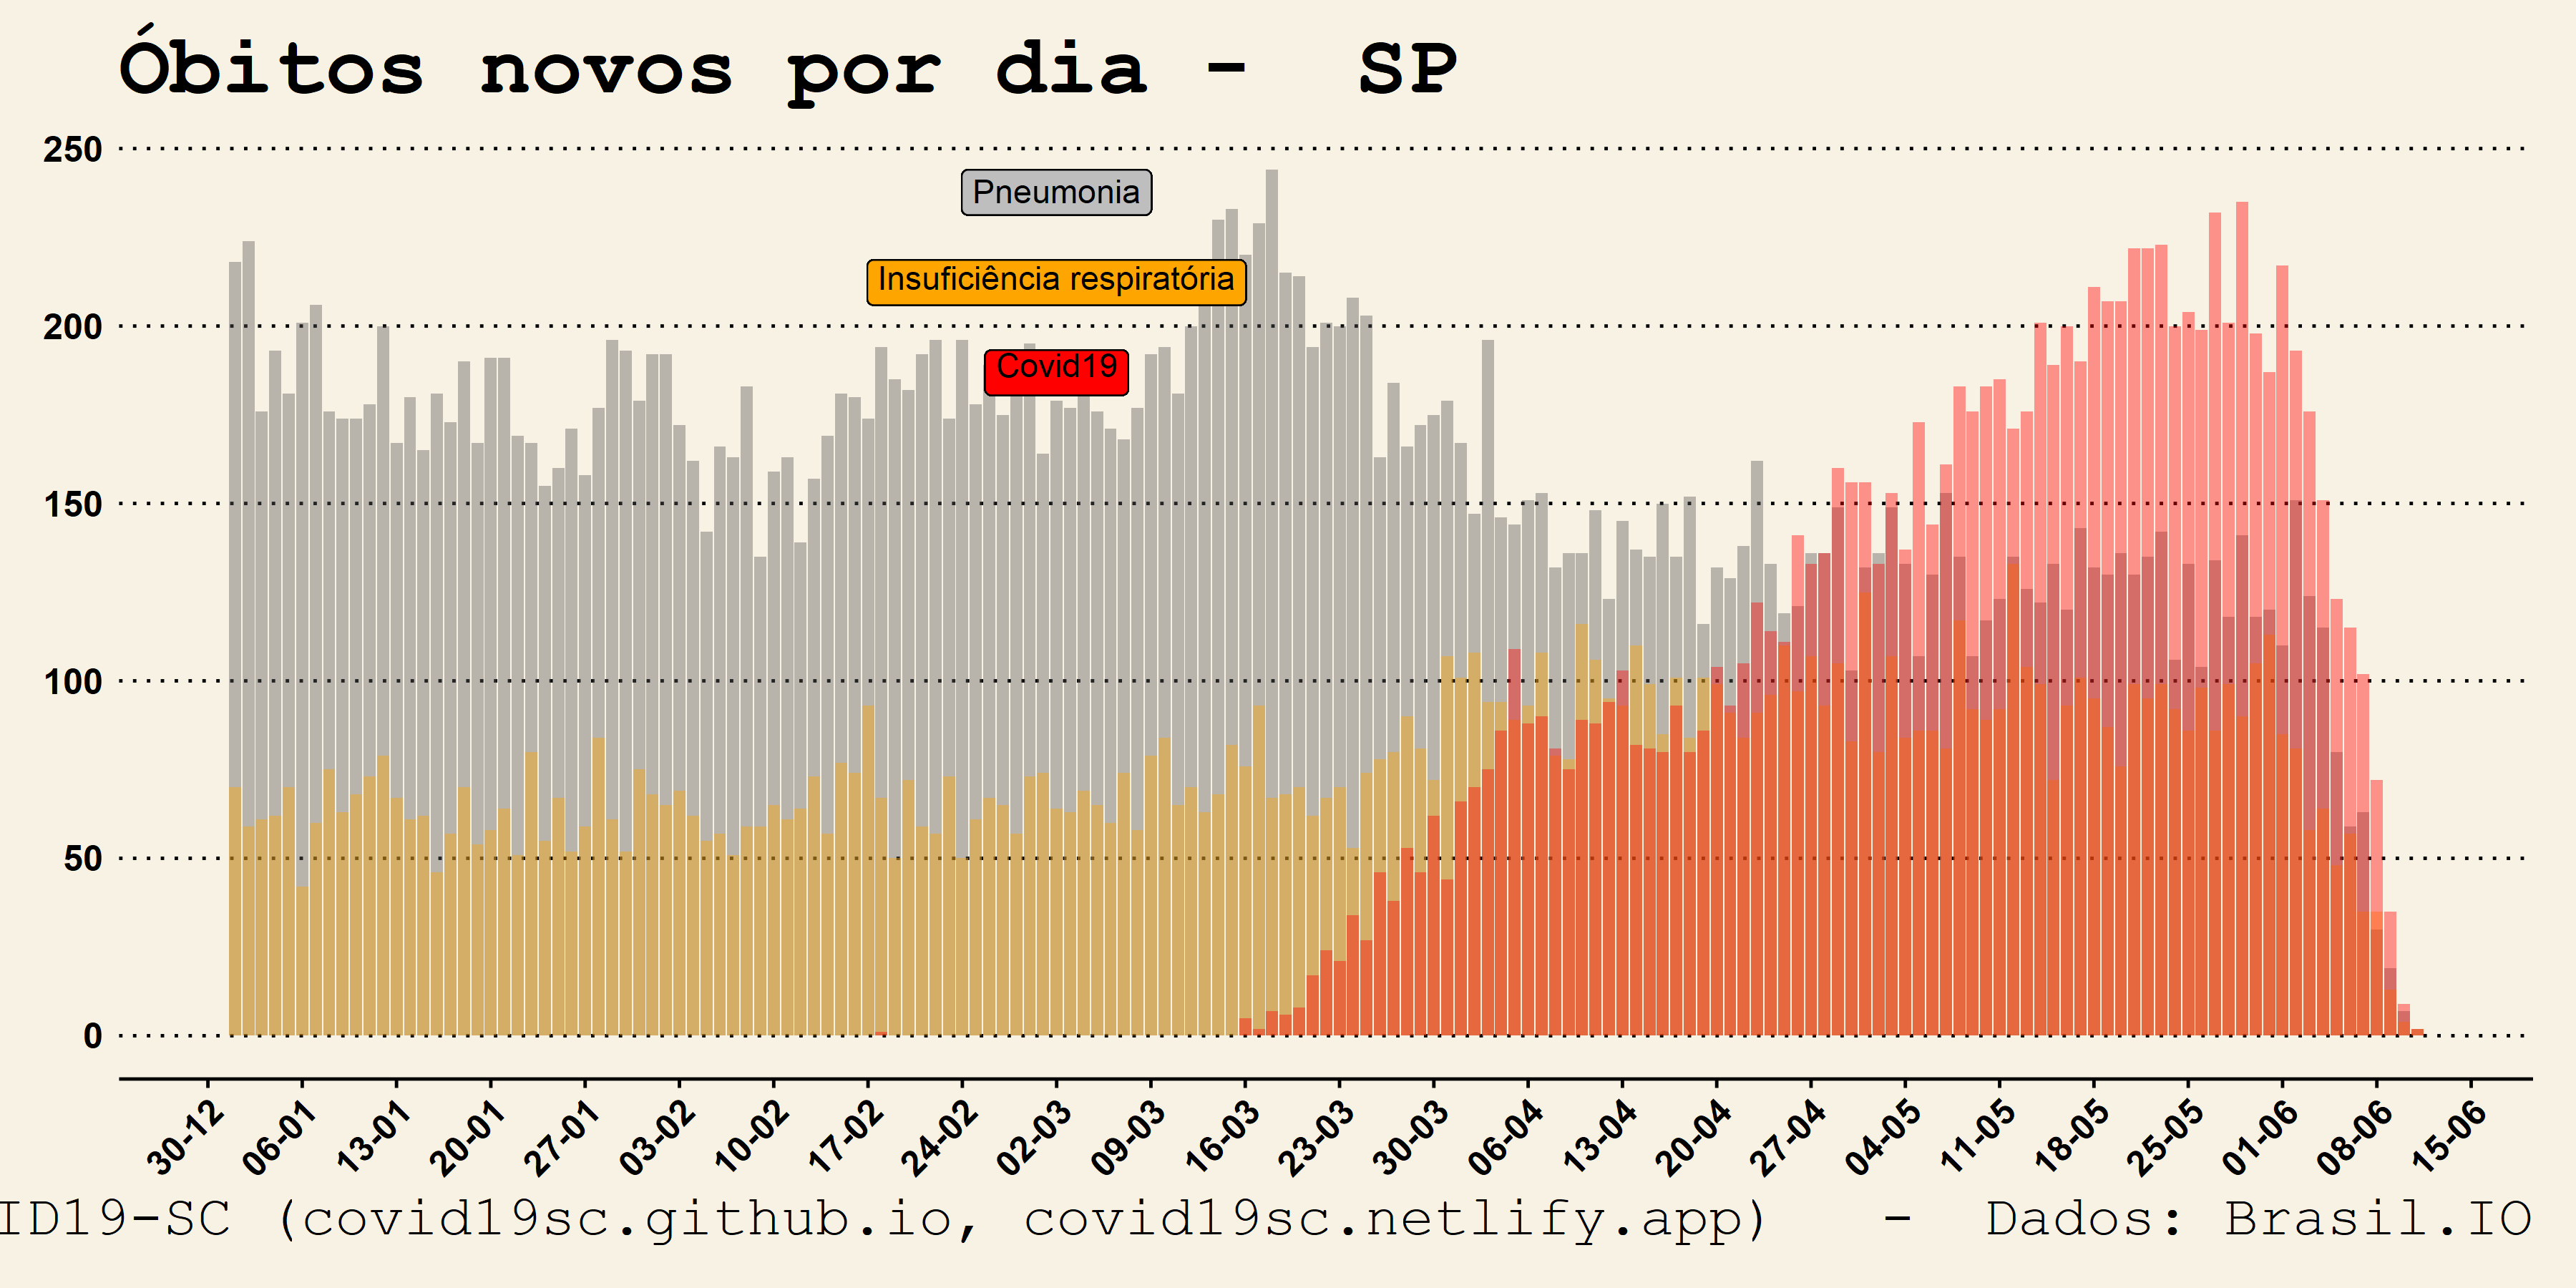 Óbitos novos por dia - SP
250
Pneumonia
Insuficiência respiratória
200
Covid19
150
100
50
0
30-12 06-01 13-01 20-01 27-01 03-02 10-02 17-02 24-02 02-03 09-03 16-03 23-03 30-03 06-04 13-04 20-04 27-04 04-05 11-05 18-05 25-05 01-06 08-06 15-06
ID19-SC (covid19sc.github.io, covid19sc.netlify.app) - Dados: Brasil.IO